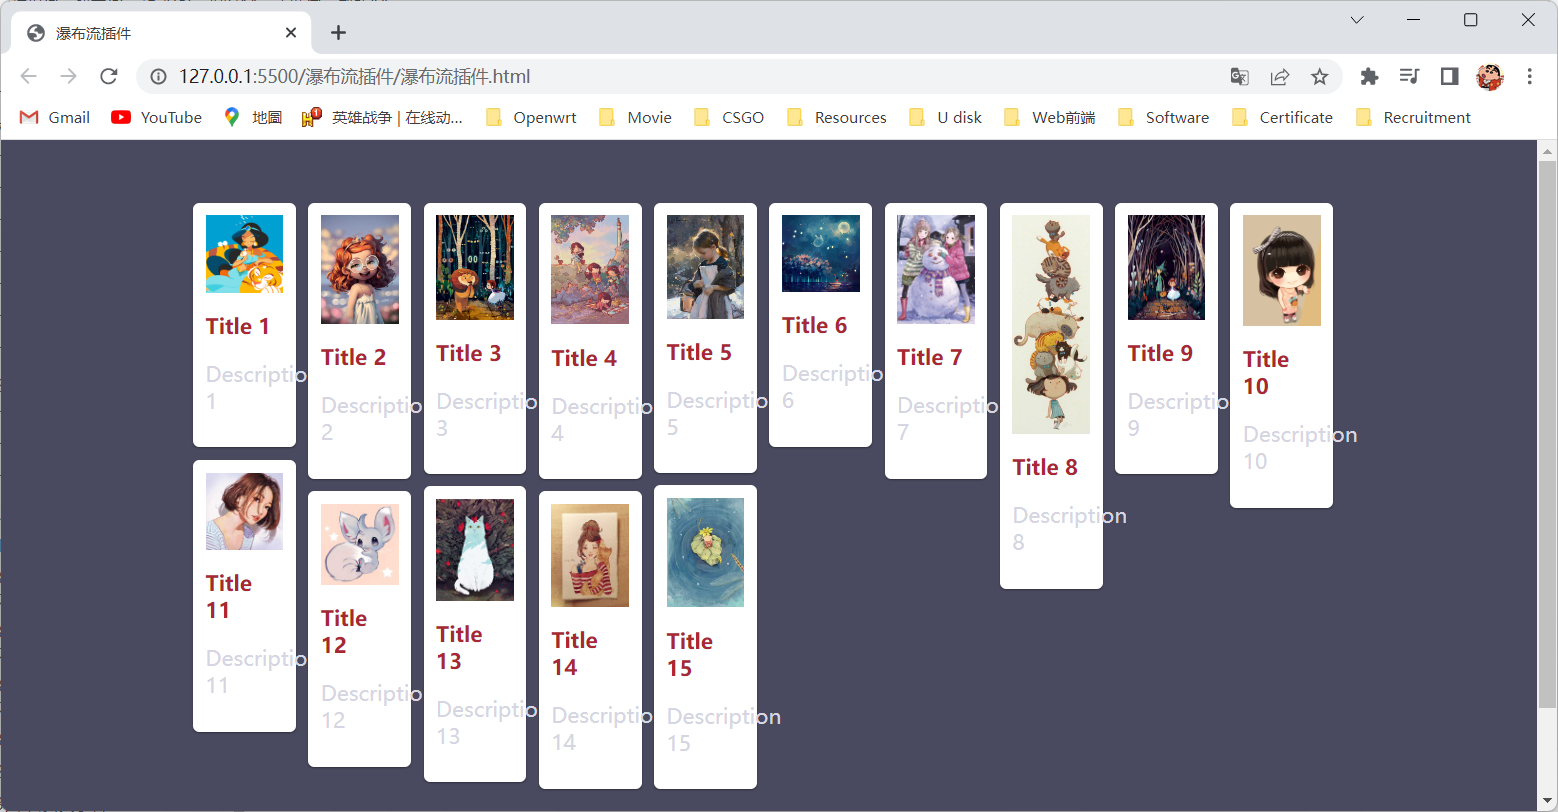 瀑布流插件
127.0.0.1:5500/瀑布流插件/瀑布流插件.html
Gmail
YouTube
地圖
英雄战争 | 在线动...
Openwrt
Movie
CSGO
Resources
U disk
Web前端
Software
Certificate
Recruitment
Title 1
Descriptio
1
Title 2
Descriptio
2
Title 3
Descriptio
3
Title 4
Descriptio
4
Title 5
Descriptio
5
Title 6
Descriptio
6
Title 7
Descriptio
7
Title 8
Description
8
Title 9
Descriptio
9
Title
10
Description
10
Title
11
Descriptio
11
Title
12
Descriptio
12
Title
13
Descriptio
13
Title
14
Descriptio
14
Title
15
Description
15